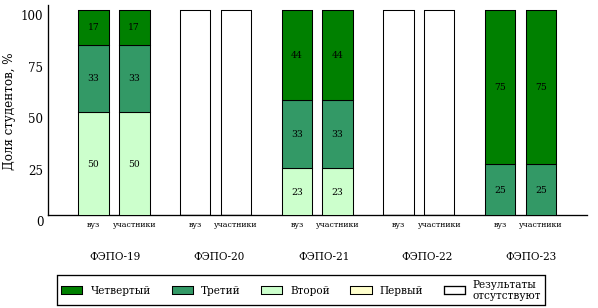 100
75
50
25
0
Доля студентов, %
17 17 44 44
33 33 75 75
50 50 33 33
23 23 25 25
вуз участники вуз участники вуз участники вуз участники вуз участники
ФЭПО-19 ФЭПО-20 ФЭПО-21 ФЭПО-22 ФЭПО-23
Четвертый Третий Второй Первый Результаты
отсутствуют